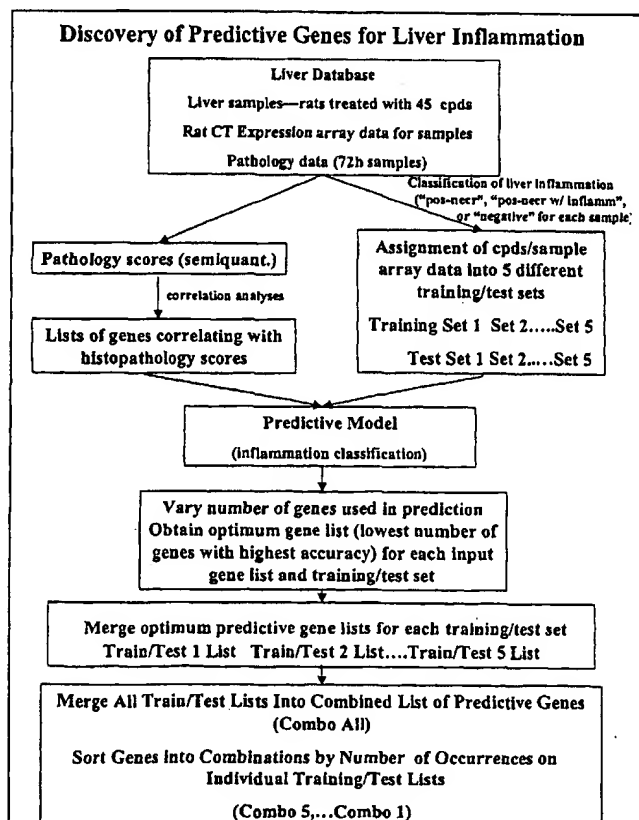 Discovery of Predictive Genes for Liver Inflammation
Liver Database
Liver samples—rats treated with 45 cpds
Rat CT Expression array data for samples
Pathology data (72h samples)
Classification of liver inflammation
("pos-necr", "pos-necr w/ inflamm",
or "negative" for each sample)
Pathology scores (semiquant.)
correlation analyses
Lists of genes correlating with
histopathology scores
Assignment of cpds/sample
array data into 5 different
training/test sets
Training Set 1 Set 2.....Set 5
Test Set 1 Set 2.....Set 5
Predictive Model
(inflammation classification)
Vary number of genes used in prediction
Obtain optimum gene list (lowest number of
genes with highest accuracy) for each input
gene list and training/test set
Merge optimum predictive gene lists for each training/test set
Train/Test 1 List Train/Test 2 List....Train/Test 5 List
Merge All Train/Test Lists Into Combined List of Predictive Genes
(Combo All)
Sort Genes into Combinations by Number of Occurrences on
Individual Training/Test Lists
(Combo 5,...Combo 1)